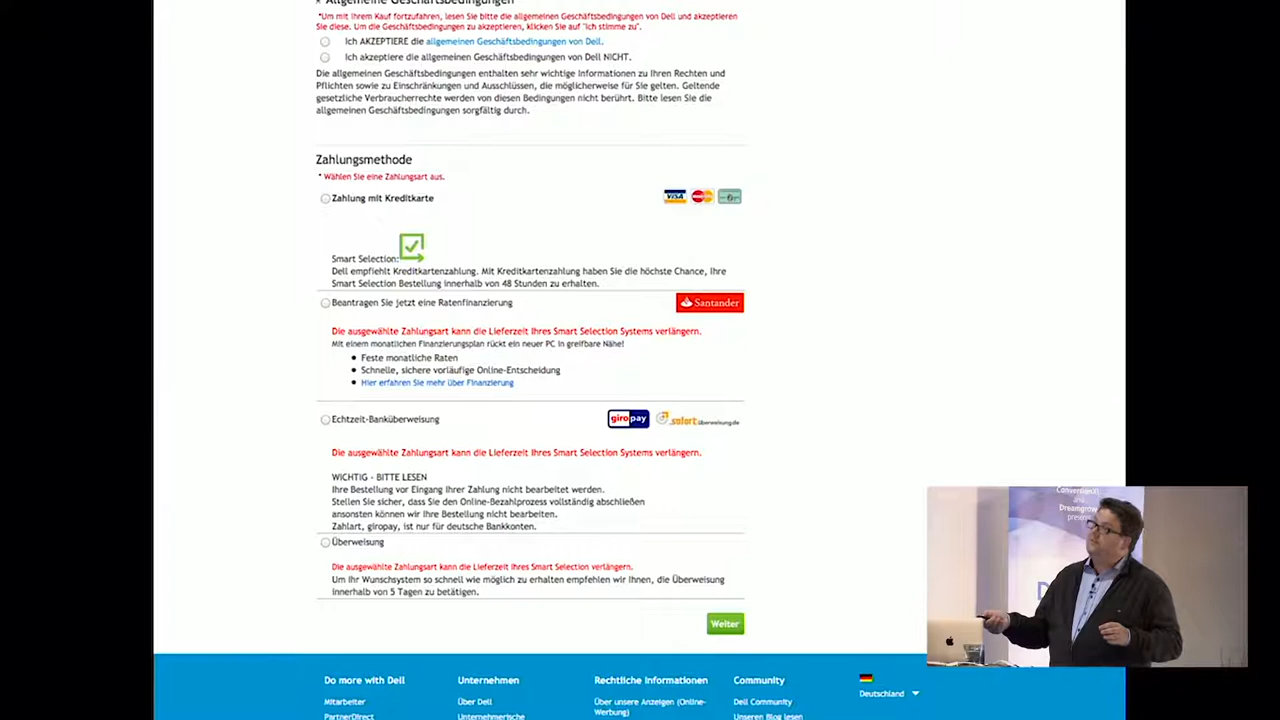 * Allgemeine Geschäftsbedingungen
*Um mit Ihrem Kauf fortzufahren, lesen Sie bitte die allgemeinen Geschäftsbedingungen von Dell und akzeptieren
Sie diese. Um die Geschäftsbedingungen zu akzeptieren, klicken Sie auf "Ich stimme zu".
Ich AKZEPTIERE die allgemeinen Geschäftsbedingungen von Dell.
Ich akzeptiere die allgemeinen Geschäftsbedingungen von Dell NICHT.
Die allgemeinen Geschäftsbedingungen enthalten sehr wichtige Informationen zu Ihren Rechten und
Pflichten sowie zu Einschränkungen und Ausschlüssen, die möglicherweise für Sie gelten. Geltende
gesetzliche Verbraucherrechte werden von diesen Bedingungen nicht berührt. Bitte lesen Sie die
allgemeinen Geschäftsbedingungen sorgfältig durch.
Zahlungsmethode
* Wählen Sie eine Zahlungsart aus.
Zahlung mit Kreditkarte
VISA MasterCard
Smart Selection:
Dell empfiehlt Kreditkartenzahlung. Mit Kreditkartenzahlung haben Sie die höchste Chance, Ihre
Smart Selection Bestellung innerhalb von 48 Stunden zu erhalten.
Beantragen Sie jetzt eine Ratenfinanzierung
Santander
Die ausgewählte Zahlungsart kann die Lieferzeit Ihres Smart Selection Systems verlängern.
Mit einem monatlichen Finanzierungsplan rückt ein neuer PC in greifbare Nähe!
• Feste monatliche Raten
• Schnelle, sichere vorläufige Online-Entscheidung
• Hier erfahren Sie mehr über Finanzierung
Echtzeit-Banküberweisung
giropay sofort überweisung.de
Die ausgewählte Zahlungsart kann die Lieferzeit Ihres Smart Selection Systems verlängern.
WICHTIG - BITTE LESEN
Ihre Bestellung vor Eingang Ihrer Zahlung nicht bearbeitet werden.
Stellen Sie sicher, dass Sie den Online-Bezahlprozess vollständig abschließen
ansonsten können wir Ihre Bestellung nicht bearbeiten.
Zahlart, giropay, ist nur für deutsche Bankkonten.
Überweisung
Die ausgewählte Zahlungsart kann die Lieferzeit Ihres Smart Selection verlängern.
Um Ihr Wunschsystem so schnell wie möglich zu erhalten empfehlen wir Ihnen, die Überweisung
innerhalb von 5 Tagen zu betätigen.
Weiter
Conversion
and
Dreamgrow
present
Do more with Dell
Mitarbeiter
PartnerDirect
Unternehmen
Über Dell
Unternehmerische
Rechtliche Informationen
Über unsere Anzeigen (Online-
Werbung)
Community
Dell Community
Unseren Blog lesen
Deutschland